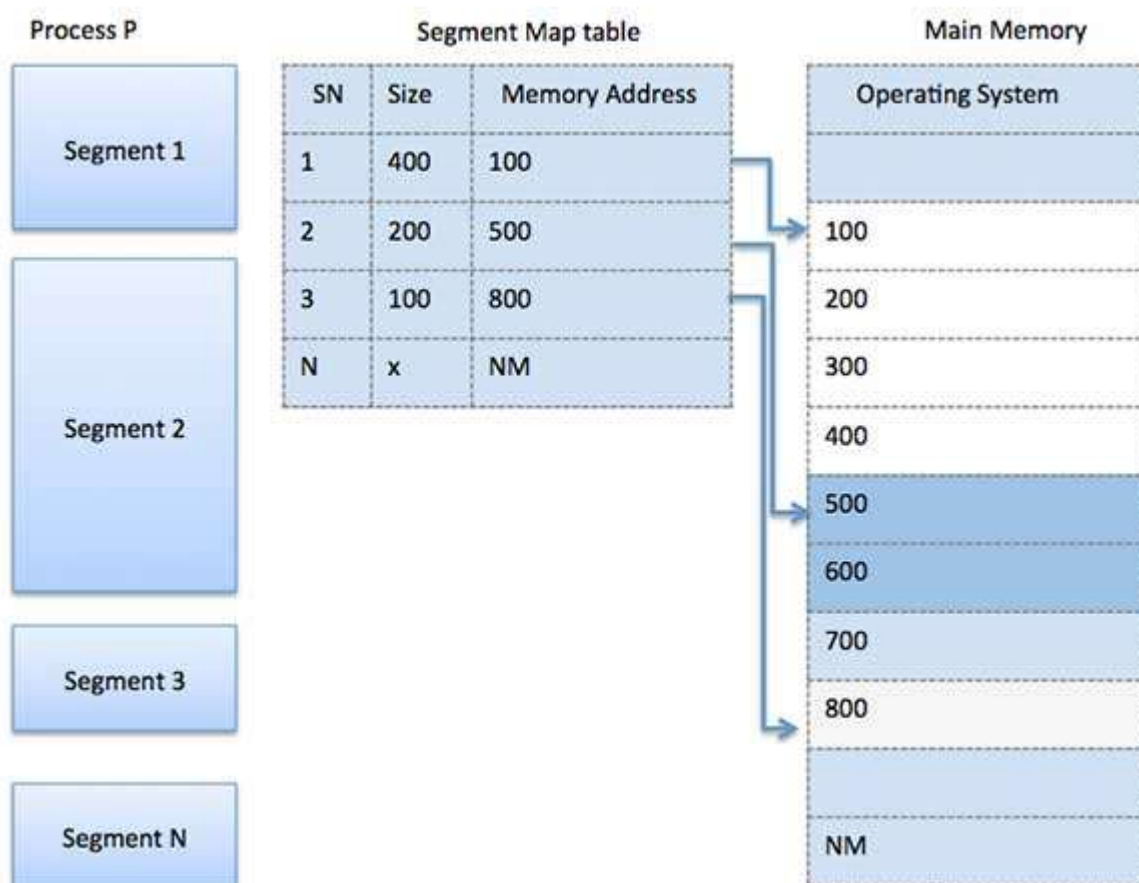 Process P
Segment 1
Segment 2
Segment 3
Segment N
Segment Map table
SN Size Memory Address
1 400 100
2 200 500
3 100 800
N x NM
Main Memory
Operating System
100
200
300
400
500
600
700
800
NM